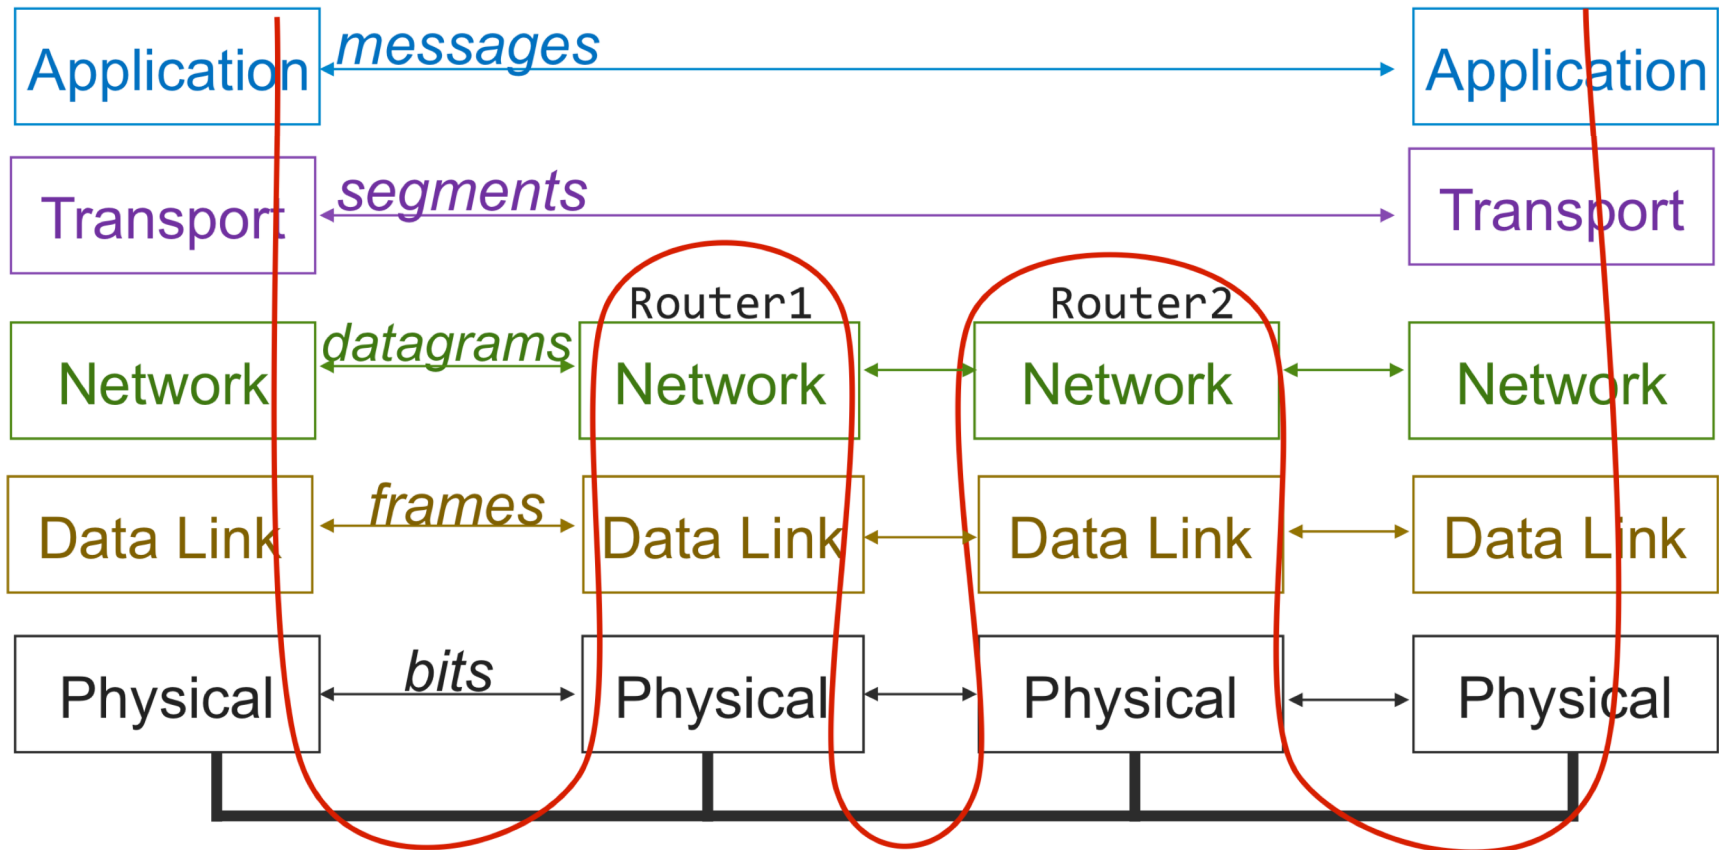 Application messages Application
Transport segments Transport
Router1 Router2
Network datagrams Network Network Network
Data Link frames Data Link Data Link Data Link
Physical bits Physical Physical Physical